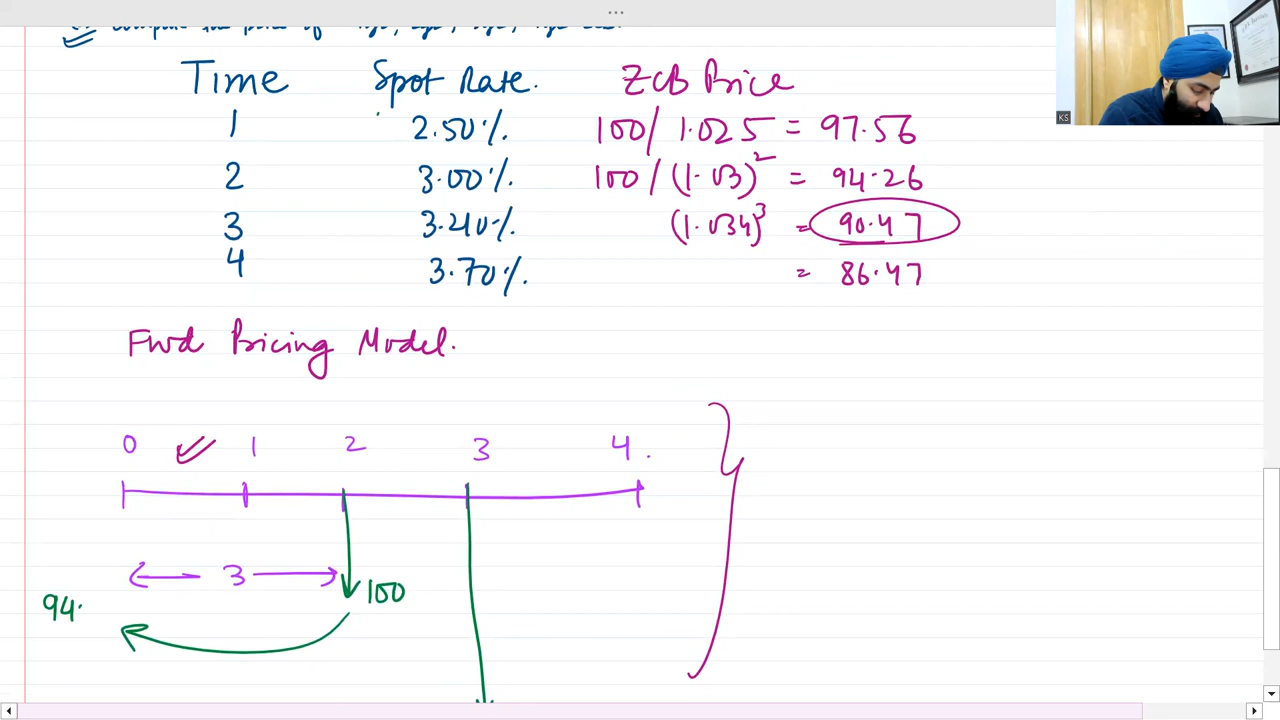 Time Spot Rate. ZCB Price
1 2.50% 100/ 1.025 = 97.56
2 3.00% 100/(1.03)² = 94.26
3 3.40% (1.034)³ = 90.47
4 3.70% = 86.47
Fwd Pricing Model.
0 1 2 3 4.
3
100
94.
KS